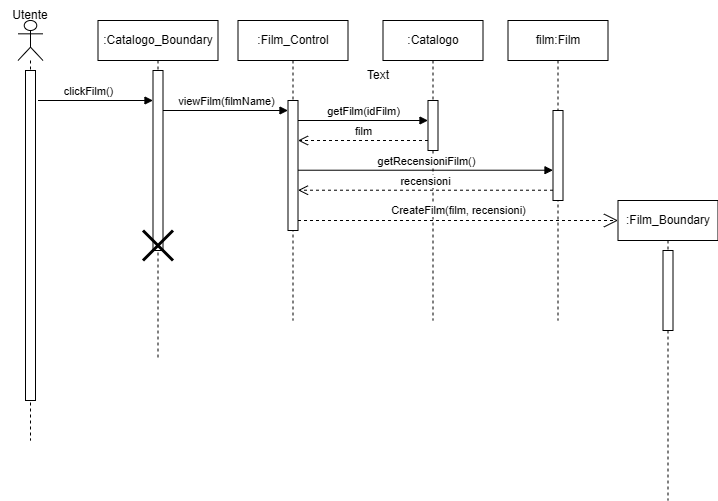 Utente
:Catalogo_Boundary
:Film_Control
:Catalogo
film:Film
Text
clickFilm()
viewFilm(filmName)
getFilm(idFilm)
film
getRecensioniFilm()
recensioni
CreateFilm(film, recensioni)
:Film_Boundary